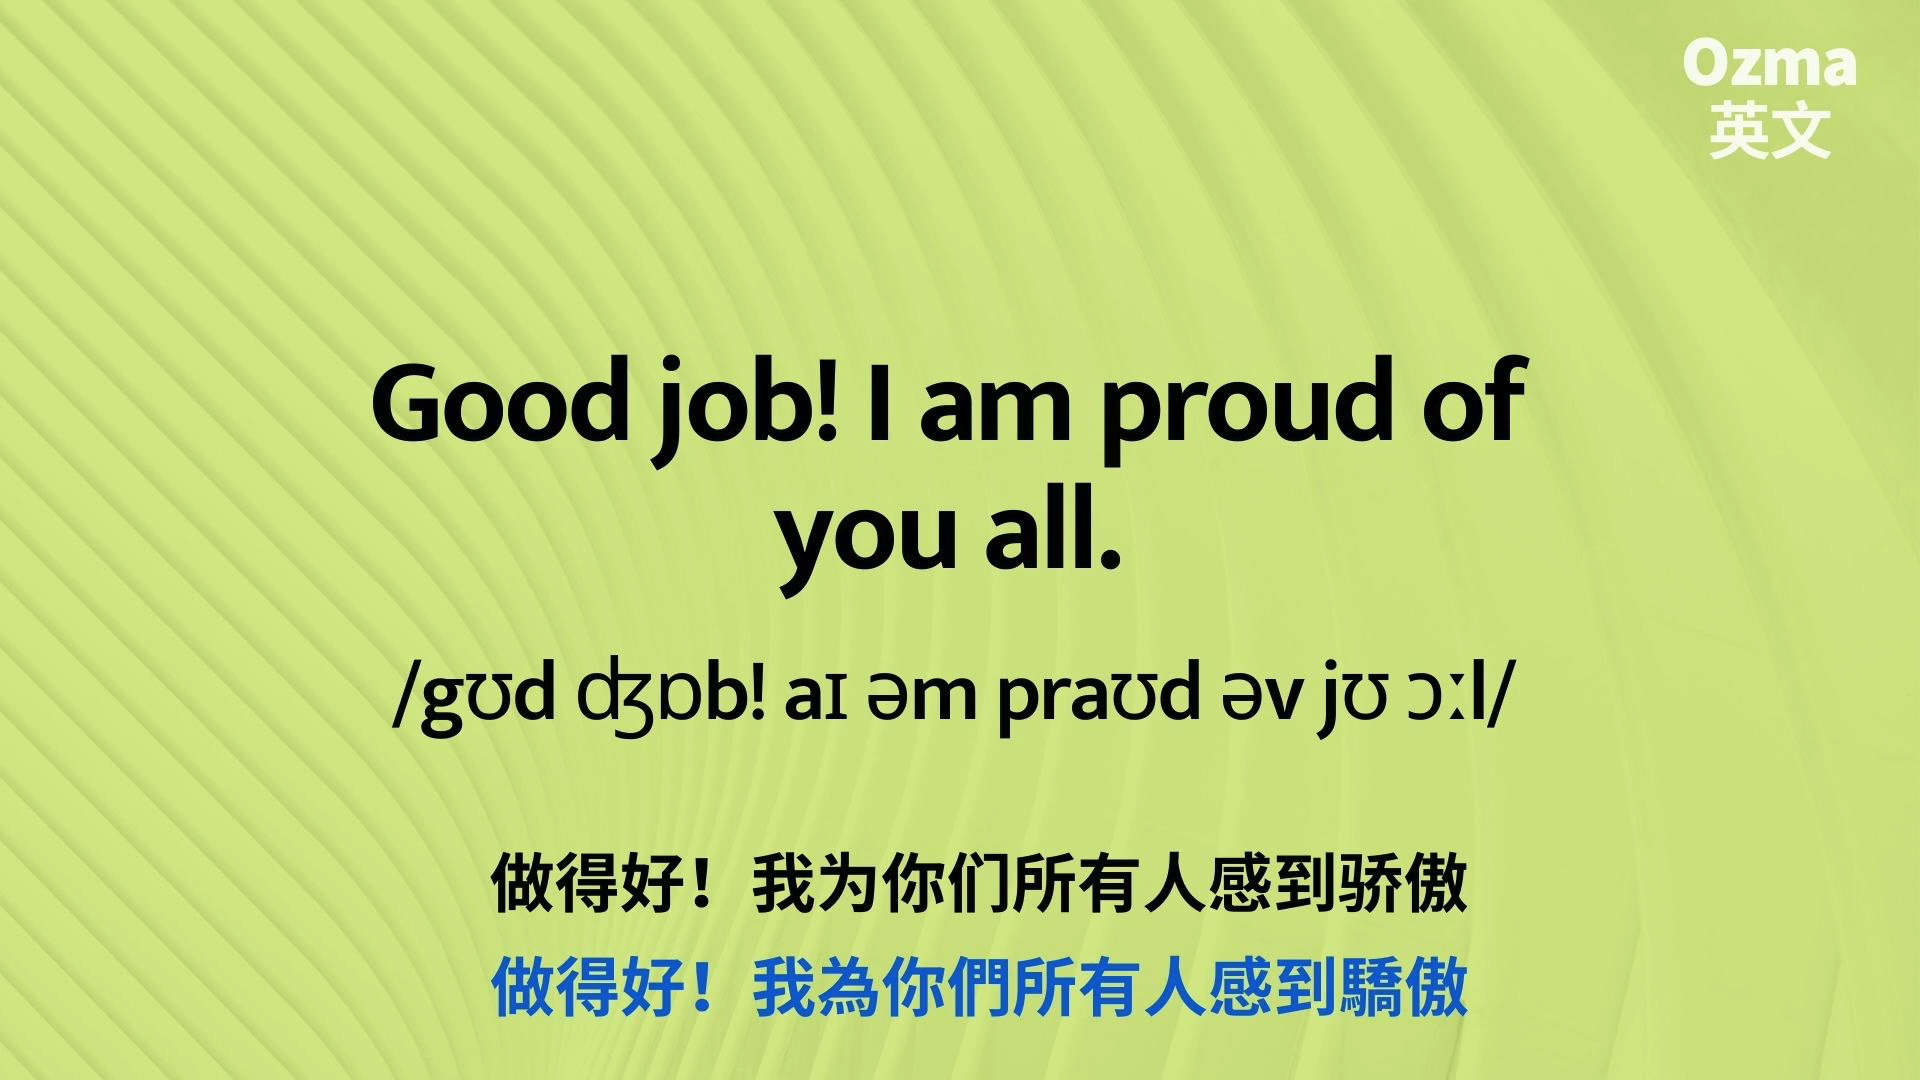 Ozma
英文
Good job! I am proud of
you all.
/gʊd ʤɒb! aɪ əm praʊd əv jʊ ɔːl/
做得好！我为你们所有人感到骄傲
做得好！我為你們所有人感到驕傲